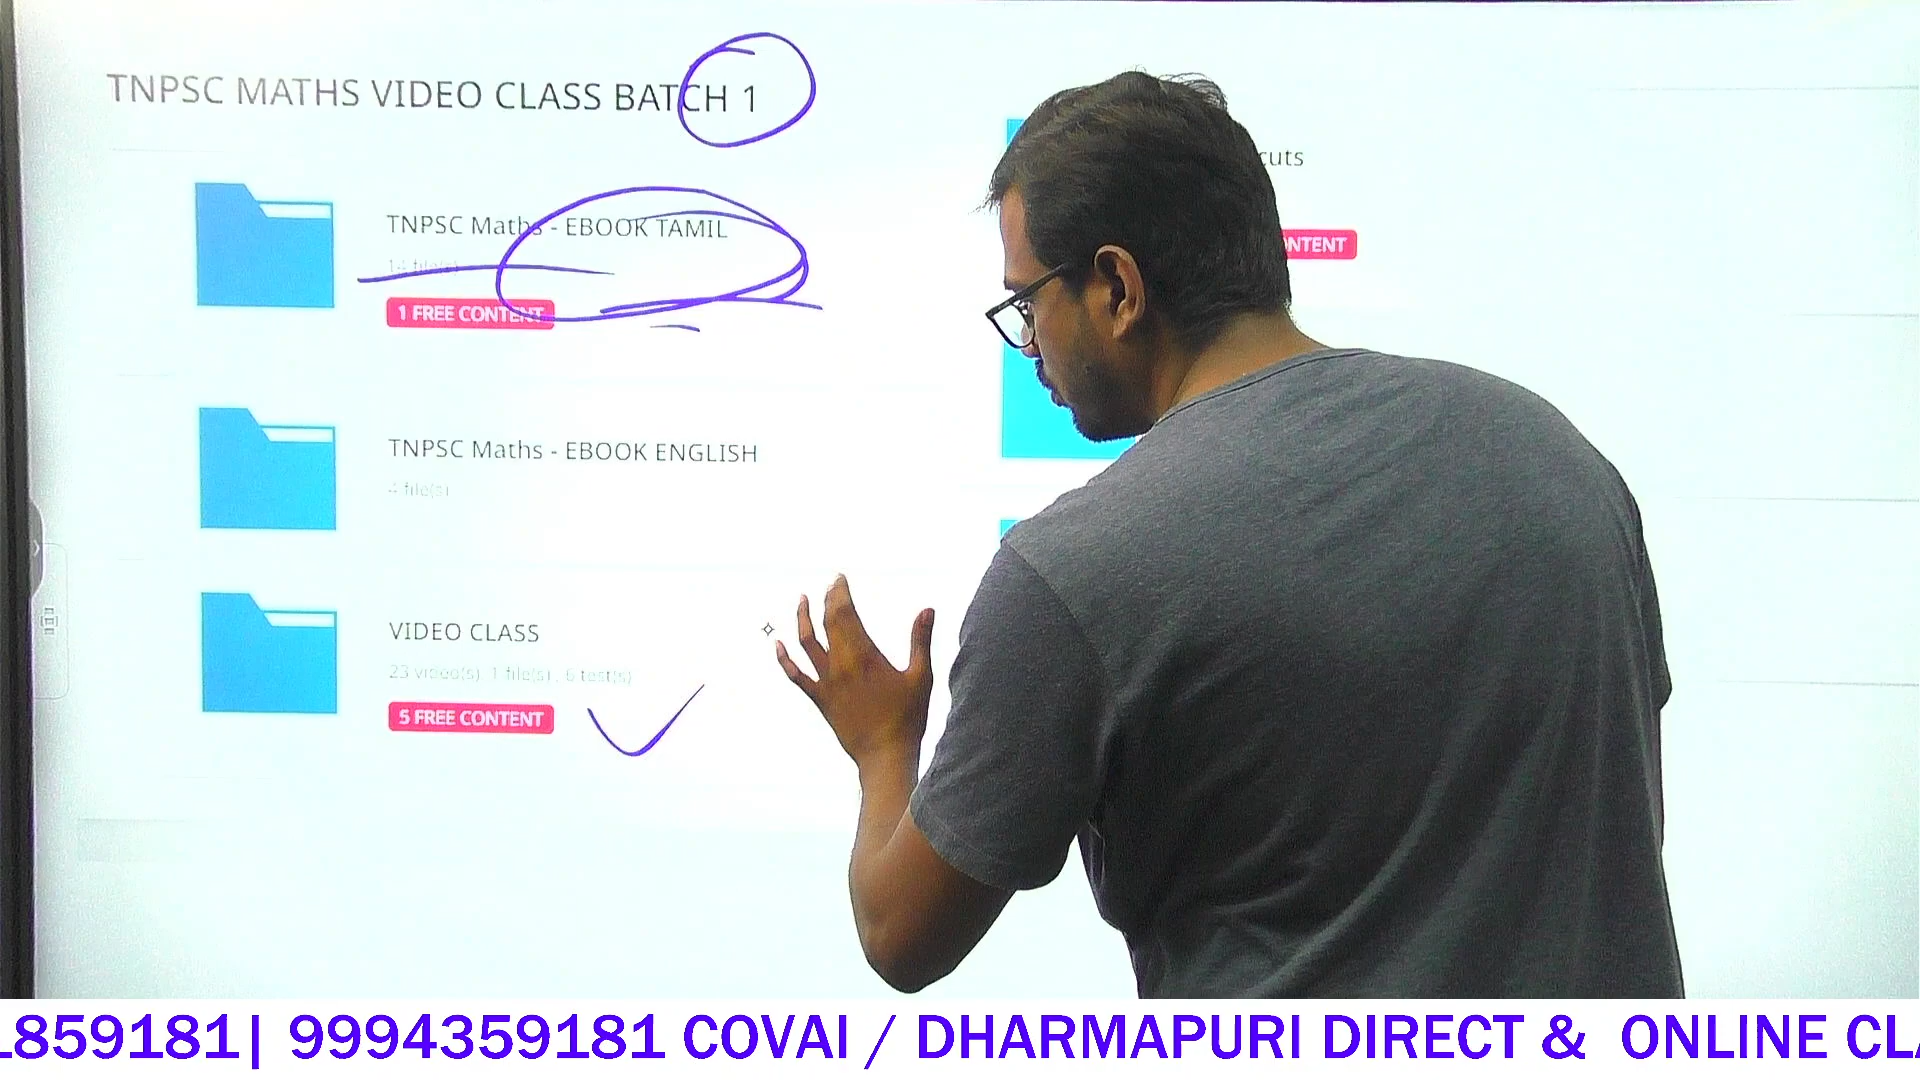 TNPSC MATHS VIDEO CLASS BATCH 1
TNPSC Maths - EBOOK TAMIL
14 file(s)
1 FREE CONTENT
TNPSC Maths - EBOOK ENGLISH
4 file(s)
VIDEO CLASS
23 video(s), 1 file(s), 6 test(s)
5 FREE CONTENT
cuts
NTENT
859181| 9994359181 COVAI / DHARMAPURI DIRECT & ONLINE CL